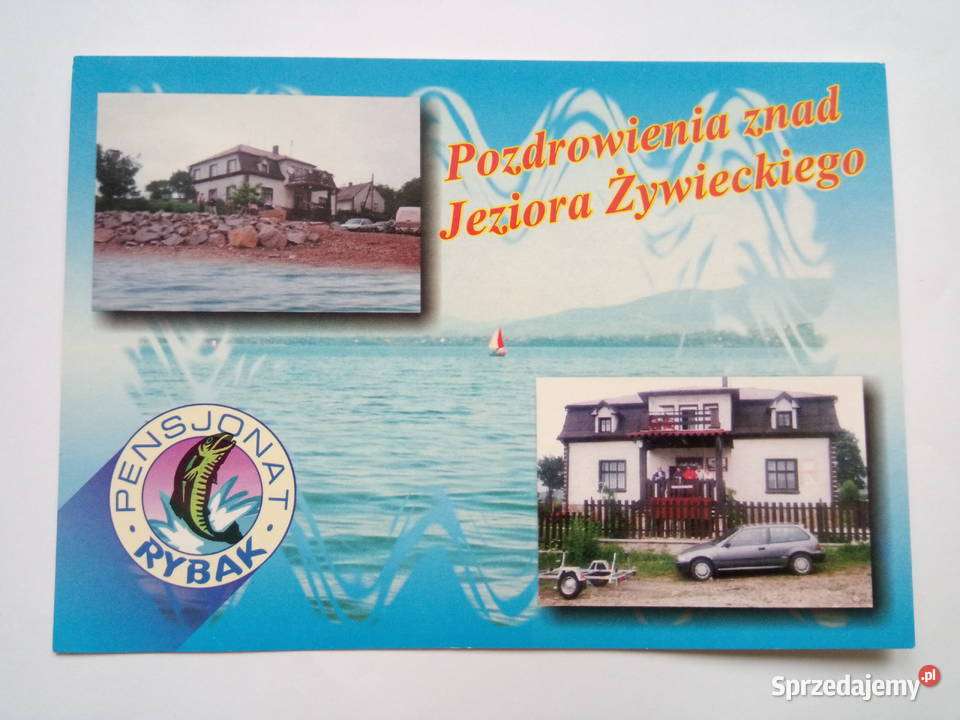 Pozdrowienia znad
Jeziora Żywieckiego
PENSJONAT
RYBAK
Sprzedajemy.pl